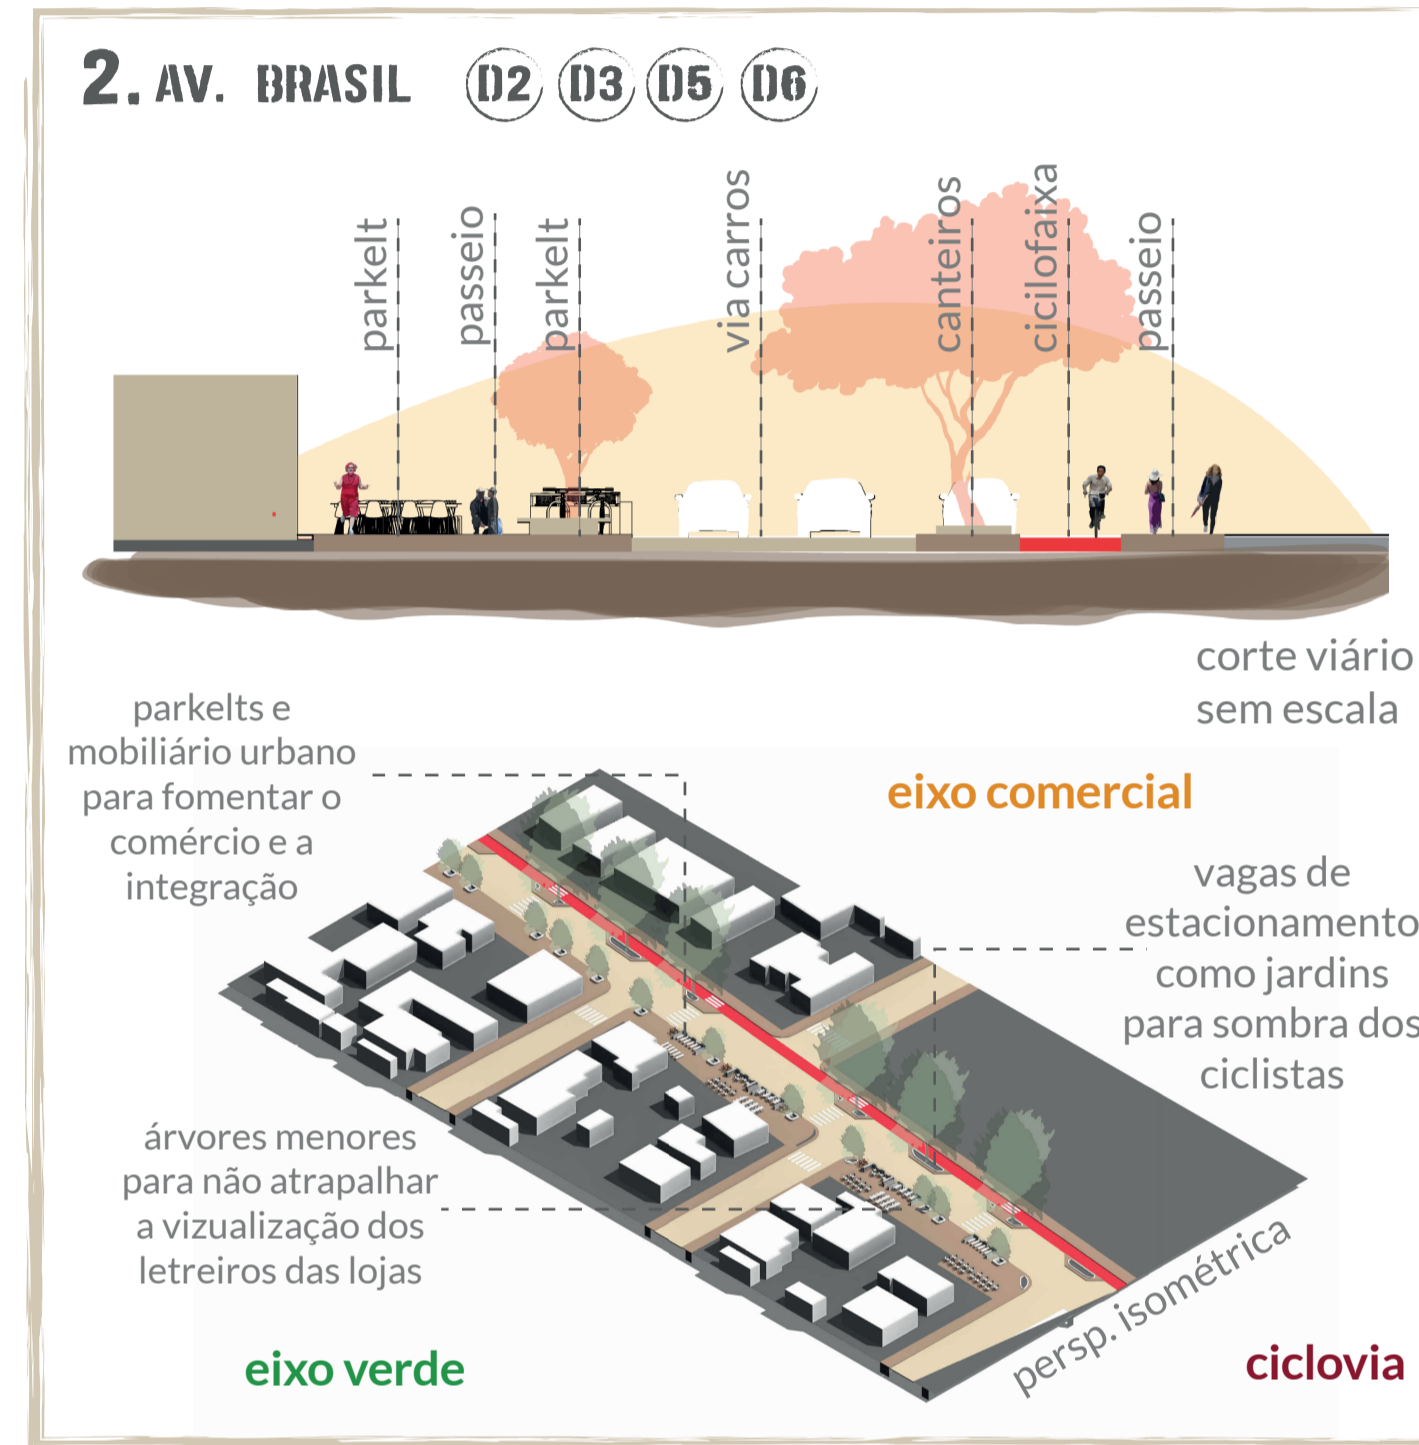 2. AV. BRASIL D2 D3 D5 D6
parkelt
passeio
parkelt
via carros
canteiros
cicilofaixa
passeio
corte viário
sem escala
parkelts e
mobiliário urbano
para fomentar o
comércio e a
integração
eixo comercial
vagas de
estacionamento
como jardins
para sombra dos
ciclistas
árvores menores
para não atrapalhar
a vizualização dos
letreiros das lojas
persp. isométrica
eixo verde
ciclovia